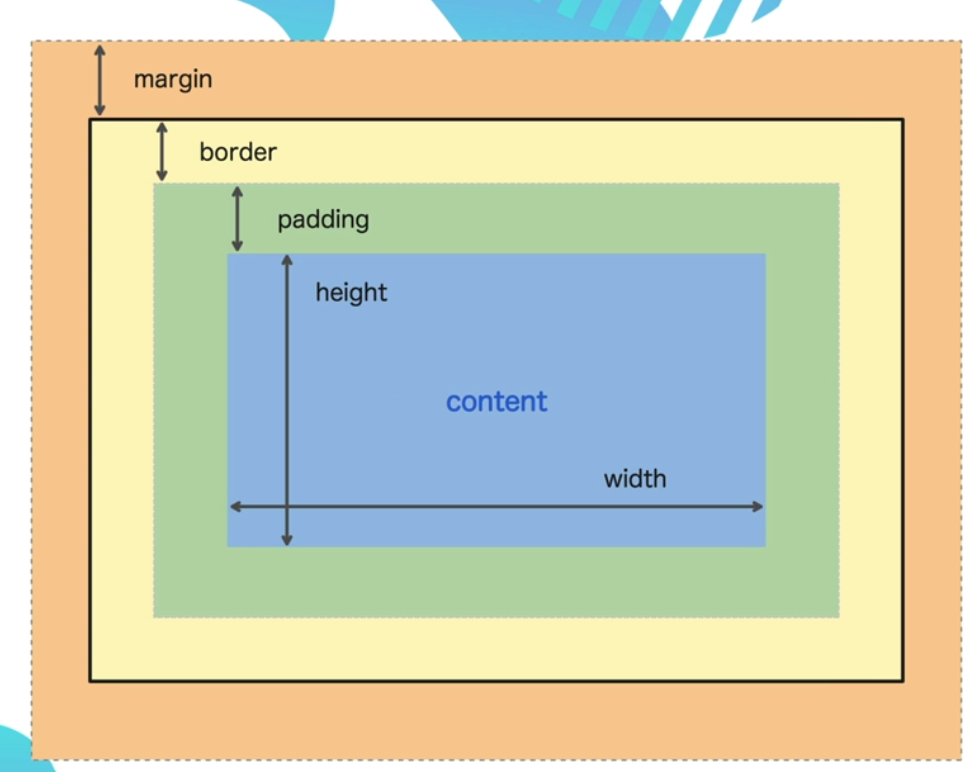 margin
border
padding
height
content
width